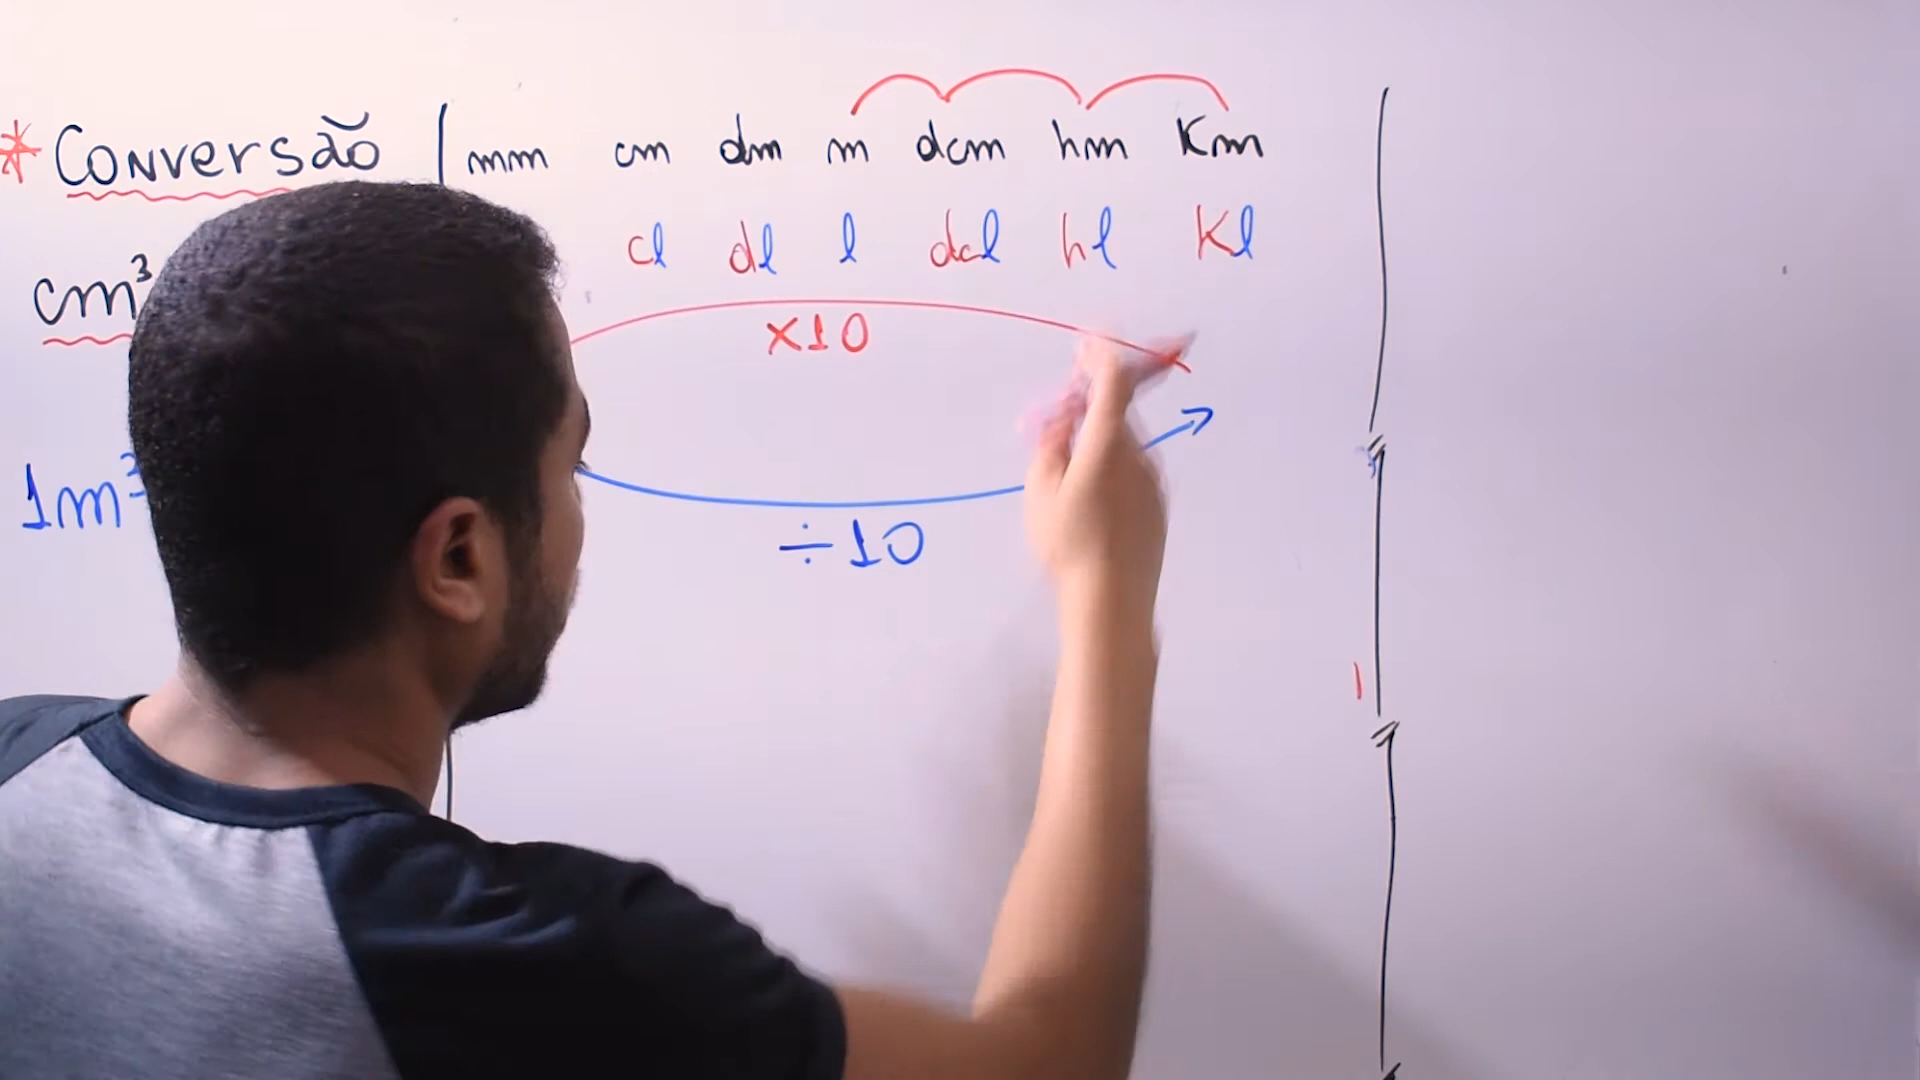 * Conversão | mm cm dm m dcm hm Km
cl dl l dcl hl Kl
cm³
x10
1m³
÷10